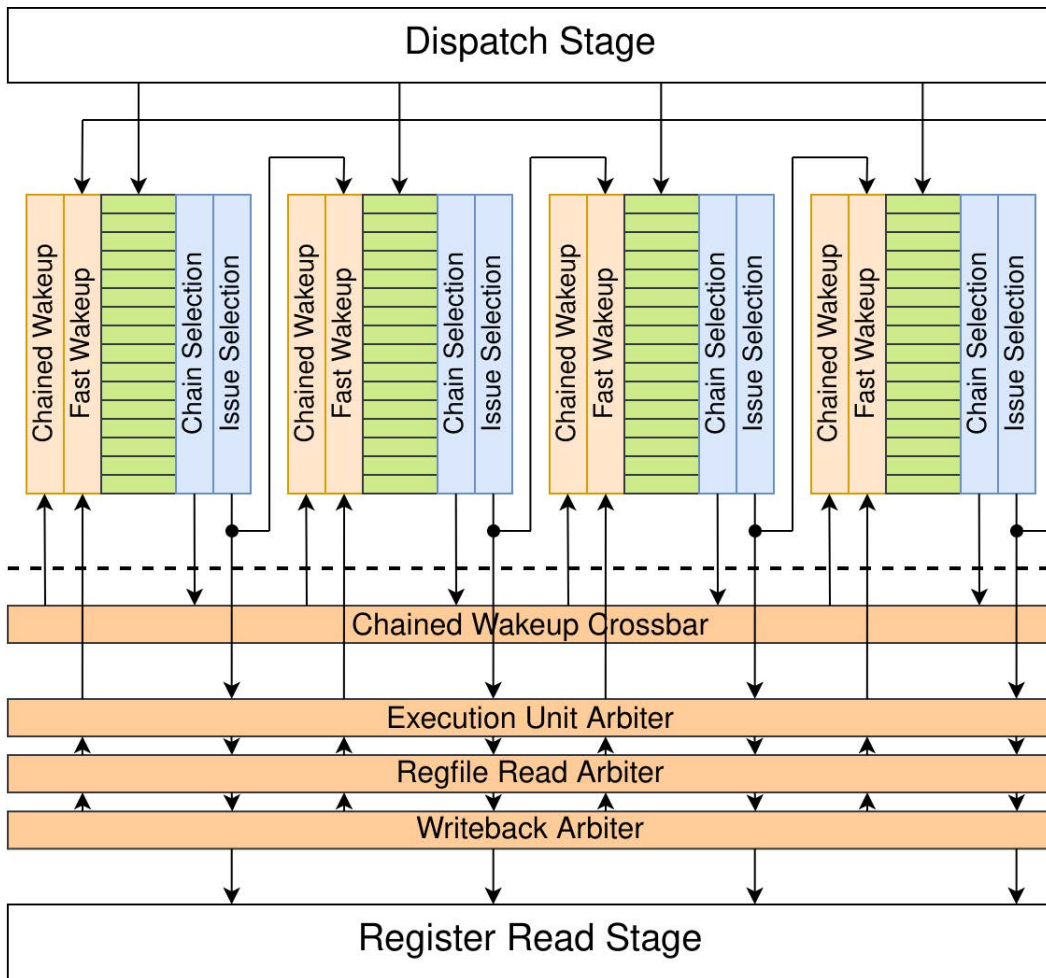 Dispatch Stage
Chained Wakeup
Fast Wakeup
Chain Selection
Issue Selection
Chained Wakeup
Fast Wakeup
Chain Selection
Issue Selection
Chained Wakeup
Fast Wakeup
Chain Selection
Issue Selection
Chained Wakeup
Fast Wakeup
Chain Selection
Issue Selection
Chained Wakeup Crossbar
Execution Unit Arbiter
Regfile Read Arbiter
Writeback Arbiter
Register Read Stage